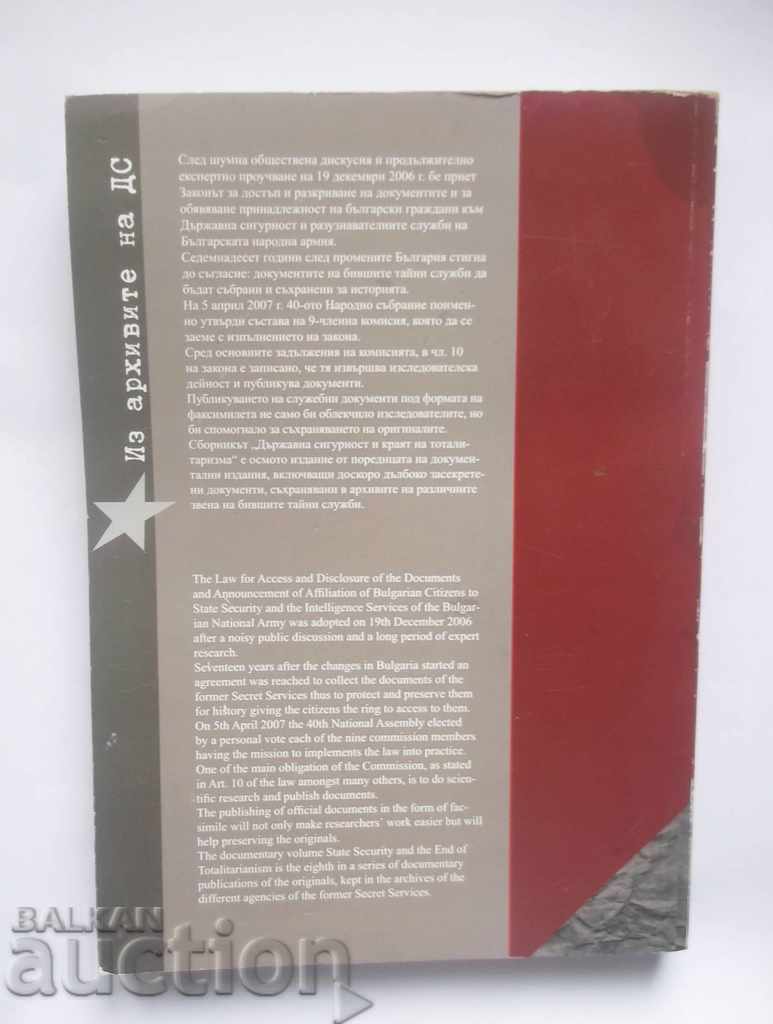 Из архивите на ДС
След шумна обществена дискусия и продължително
експертно проучване на 19 декември 2006 г. бе приет
Законът за достъп и разкриване на документите и за
обявяване принадлежност на български граждани към
Държавна сигурност и разузнавателните служби на
Българската народна армия.
Седемнадесет години след промените България стигна
до съгласие: документите на бившите тайни служби да
бъдат събрани и съхранени за историята.
На 5 април 2007 г. 40-ото Народно събрание поимен-
но утвърди състава на 9-членна комисия, която да се
заеме с изпълнението на закона.
Сред основните задължения на комисията, в чл. 10
на закона е записано, че тя извършва изследователска
дейност и публикува документи.
Публикуването на служебни документи под формата на
факсимилета не само би облекчило изследователите, но
би спомогнало за съхраняването на оригиналите.
Сборникът „Държавна сигурност и краят на тотали-
таризма“ е осмото издание от поредицата на докумен-
тални издания, включващи доскоро дълбоко засекрете-
ни документи, съхранявани в архивите на различните
звена на бившите тайни служби.
The Law for Access and Disclosure of the Documents
and Announcement of Affiliation of Bulgarian Citizens to
State Security and the Intelligence Services of the Bulgar-
ian National Army was adopted on 19th December 2006
after a noisy public discussion and a long period of expert
research.
Seventeen years after the changes in Bulgaria started an
agreement was reached to collect the documents of the
former Secret Services thus to protect and preserve them
for history giving the citizens the ring to access to them.
On 5th April 2007 the 40th National Assembly elected
by a personal vote each of the nine commission members
having the mission to implements the law into practice.
One of the main obligation of the Commission, as stated
in Art. 10 of the law amongst many others, is to do scien-
tific research and publish documents.
The publishing of official documents in the form of fac-
simile will not only make researchers' work easier but will
help preserving the originals.
The documentary volume State Security and the End of
Totalitarianism is the eighth in a series of documentary
publications of the originals, kept in the archives of the
different agencies of the former Secret Services.
BALKAN
auction